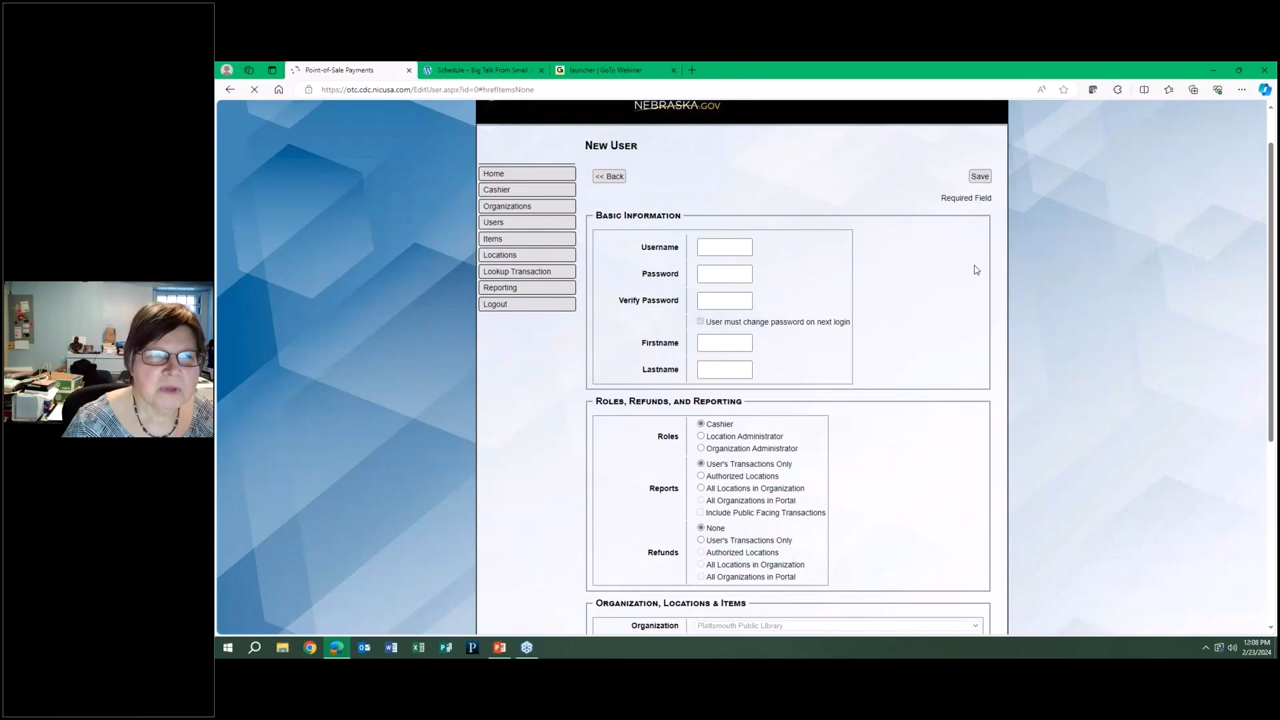 Point-of-Sale Payments
Schedule – Big Talk From Small
launcher | GoTo Webinar
https://otc.cdc.nicusa.com/EditUser.aspx?id=0#hrefItemsNone
NEBRASKA.GOV
NEW USER
Home
Cashier
Organizations
Users
Items
Locations
Lookup Transaction
Reporting
Logout
<< Back
Save
Required Field
BASIC INFORMATION
Username
Password
Verify Password
User must change password on next login
Firstname
Lastname
ROLES, REFUNDS, AND REPORTING
Roles
Cashier
Location Administrator
Organization Administrator
Reports
User's Transactions Only
Authorized Locations
All Locations in Organization
All Organizations in Portal
Include Public Facing Transactions
Refunds
None
User's Transactions Only
Authorized Locations
All Locations in Organization
All Organizations in Portal
ORGANIZATION, LOCATIONS & ITEMS
Organization
Plattsmouth Public Library
12:08 PM
2/23/2024